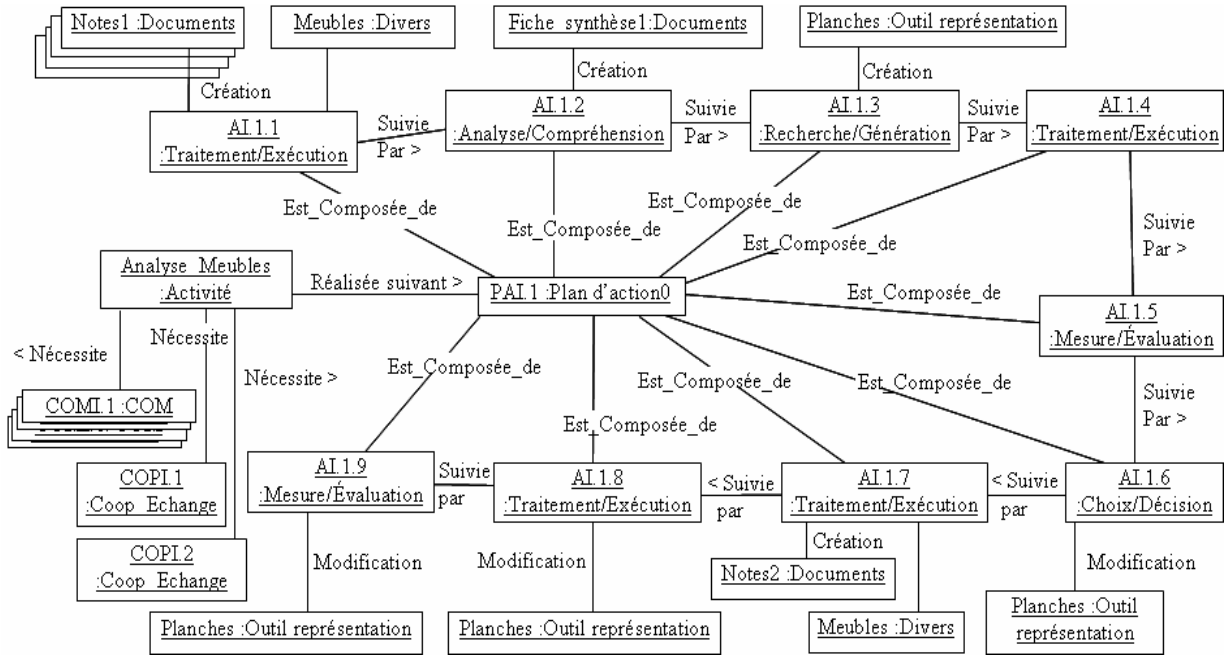 Notes1 :Documents
Meubles :Divers
Fiche synthèse1:Documents
Planches :Outil représentation
Création
Création
Création
AI.1.1
:Traitement/Exécution
Suivie
Par >
AI.1.2
:Analyse/Compréhension
Suivie
Par >
AI.1.3
:Recherche/Génération
Suivie
Par >
AI.1.4
:Traitement/Exécution
Est_Composée_de
Est_Composée_de
Est_Composée_de
Est_Composée_de
Suivie
Par >
Analyse Meubles
:Activité
Réalisée suivant >
PAI.1 :Plan d'action0
Est_Composée_de
AI.1.5
:Mesure/Évaluation
< Nécessite
Nécessite
Nécessite >
Est_Composée_de
Est_Composée_de
Est_Composée_de
Est_Composée_de
Suivie
Par >
COMI.1 :COM
COPI.1
:Coop Echange
COPI.2
:Coop Echange
AI.1.9
:Mesure/Évaluation
Suivie
par
AI.1.8
:Traitement/Exécution
< Suivie
par
AI.1.7
:Traitement/Exécution
< Suivie
par
AI.1.6
:Choix/Décision
Modification
Modification
Création
Modification
Notes2 :Documents
Planches :Outil représentation
Planches :Outil représentation
Meubles :Divers
Planches :Outil
représentation